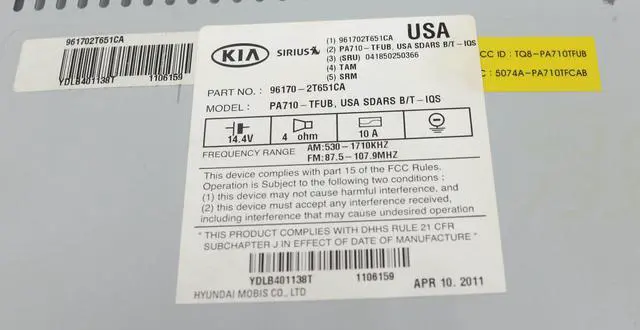 961702T651CA
YDLB401138T 1106159
KIA
SIRIUS
USA
(1) 961702T651CA
(2) PA710-TFUB, USA SDARS B/T-IQS
(3) (SRU) 041850250366
(4) TAM
(5) SRM
PART NO. : 96170-2T651CA
MODEL : PA710-TFUB, USA SDARS B/T-IQS
14.4V 4 ohm 10 A
FREQUENCY RANGE AM:530-1710KHZ
FM:87.5-107.9MHZ
This device complies with part 15 of the FCC Rules.
Operation is Subject to the following two conditions ;
(1) this device may not cause harmful interference, and
(2) this device must accept any interference received,
including interference that may cause undesired operation
" THIS PRODUCT COMPLIES WITH DHHS RULE 21 CFR
SUBCHAPTER J IN EFFECT OF DATE OF MANUFACTURE"
YDLB401138T 1106159
HYUNDAI MOBIS CO., LTD
APR 10. 2011
CC ID : TQ8-PA710TFUB
C : 5074A-PA710TFCAB